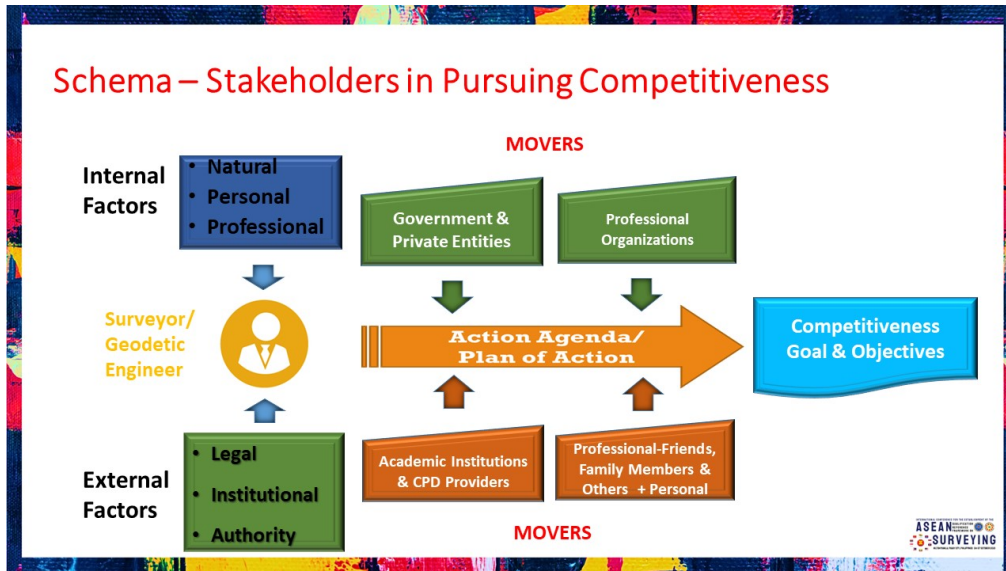 Schema – Stakeholders in Pursuing Competitiveness
MOVERS
Internal
Factors
• Natural
• Personal
• Professional
Government &
Private Entities
Professional
Organizations
Surveyor/
Geodetic
Engineer
Action Agenda/
Plan of Action
Competitiveness
Goal & Objectives
External
Factors
• Legal
• Institutional
• Authority
Academic Institutions
& CPD Providers
Professional-Friends,
Family Members &
Others + Personal
MOVERS
ASEAN
SURVEYING